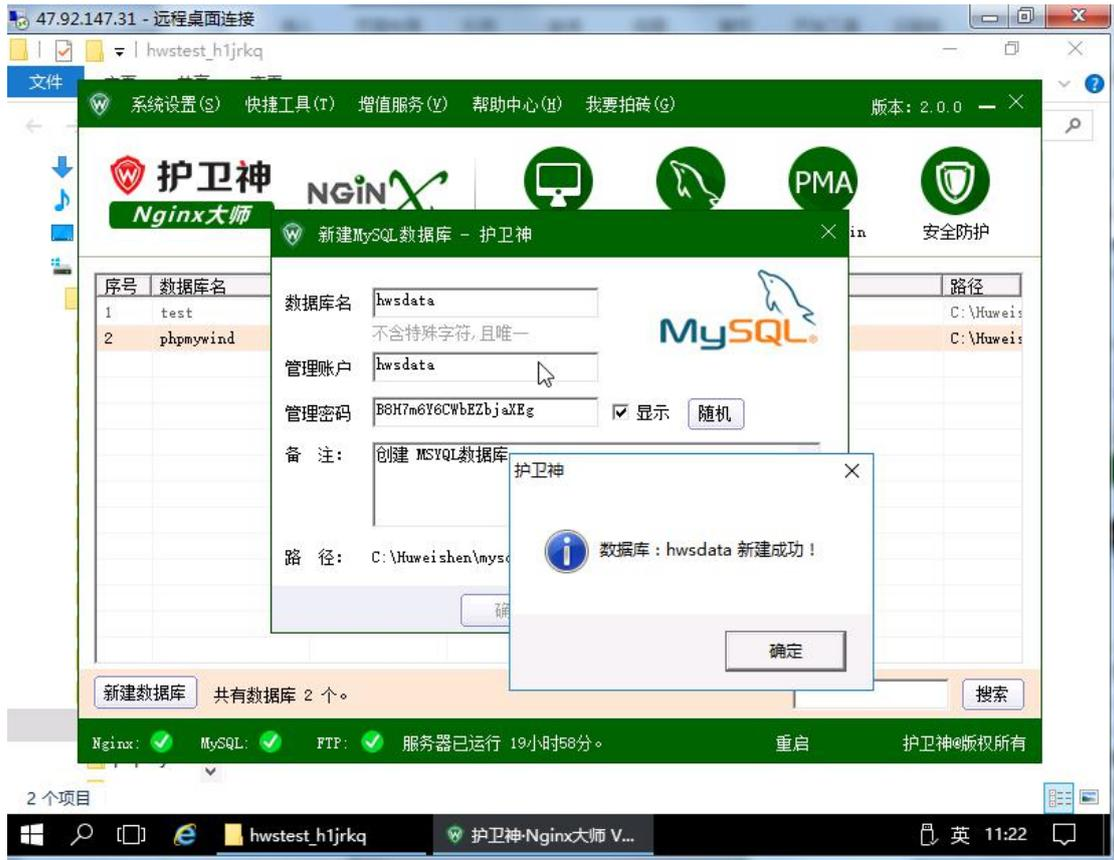 47.92.147.31 - 远程桌面连接
hwstest_h1jrkq
文件
系统设置(S) 快捷工具(T) 增值服务(V) 帮助中心(H) 我要拍砖(G) 版本: 2.0.0
护卫神
Nginx大师
NGiNX
PMA
in
安全防护
新建MySQL数据库 - 护卫神
序号 数据库名 路径
1 test C:\Huweis
2 phpmywind C:\Huweis
数据库名 hwsdata
不含特殊字符,且唯一
MySQL
管理账户 hwsdata
管理密码 B8H7m6Y6CWbEZbjaXEg 显示 随机
备 注: 创建 MSYQL数据库
路 径: C:\Huweishen\mysq
确
护卫神
数据库：hwsdata 新建成功！
确定
新建数据库 共有数据库 2 个。 搜索
Nginx: MySQL: FTP: 服务器已运行 19小时58分。 重启 护卫神@版权所有
2 个项目
hwstest_h1jrkq 护卫神·Nginx大师 V... 英 11:22